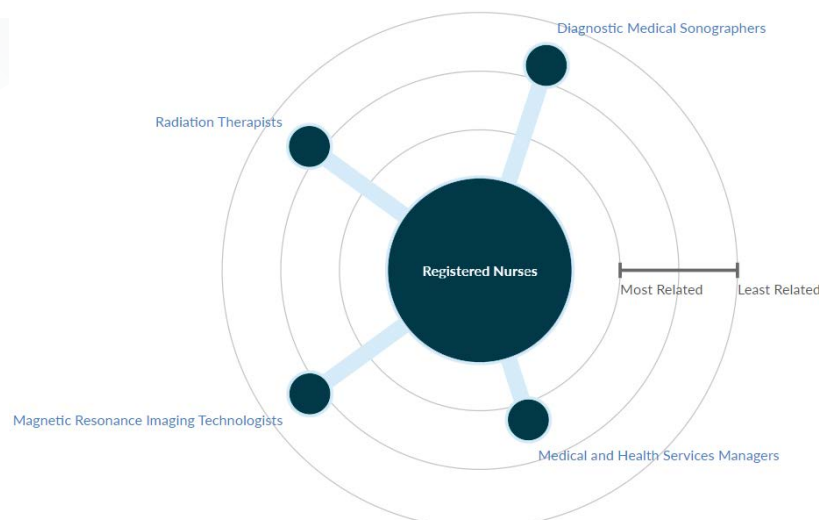 Diagnostic Medical Sonographers
Radiation Therapists
Registered Nurses
Most Related
Least Related
Magnetic Resonance Imaging Technologists
Medical and Health Services Managers